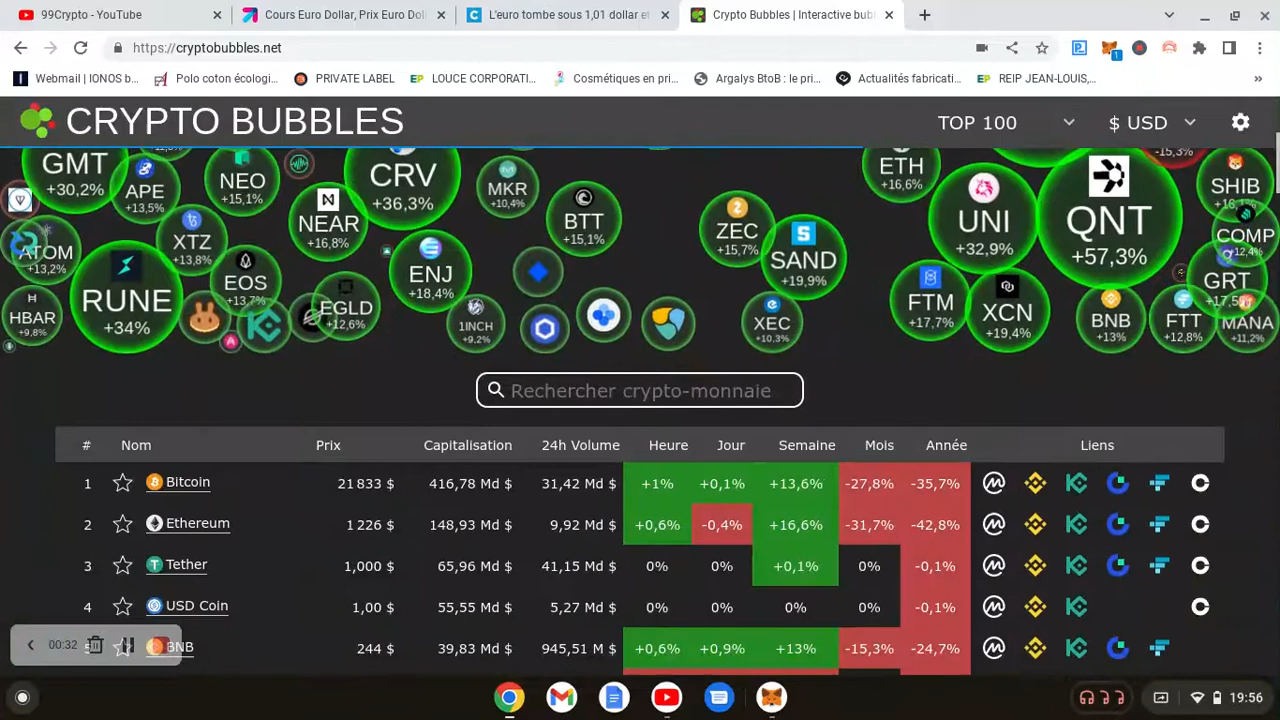 99Crypto - YouTube
Cours Euro Dollar, Prix Euro Dol
L'euro tombe sous 1,01 dollar et
Crypto Bubbles | Interactive bub
https://cryptobubbles.net
1
Webmail | IONOS b...
Polo coton écologi...
PRIVATE LABEL
EP LOUCE CORPORATI...
Cosmétiques en pri...
Argalys BtoB : le pri...
Actualités fabricati...
EP REIP JEAN-LOUIS,...
»
CRYPTO BUBBLES
TOP 100
$ USD
GMT
+30,2%
APE
+13,5%
NEO
+15,1%
CRV
+36,3%
MKR
+10,4%
ETH
+16,6%
-15,3%
QNT
+57,3%
SHIB
+16,1%
ATOM
+13,2%
XTZ
+13,8%
NEAR
+16,8%
BTT
+15,1%
ZEC
+15,7%
SAND
+19,9%
UNI
+32,9%
COMP
+12,4%
HBAR
+9,8%
RUNE
+34%
EOS
+13,7%
EGLD
+12,6%
ENJ
+18,4%
1INCH
+9,2%
XEC
+10,3%
FTM
+17,7%
XCN
+19,4%
BNB
+13%
FTT
+12,8%
GRT
+17,5%
MANA
+11,2%
Rechercher crypto-monnaie
# Nom Prix Capitalisation 24h Volume Heure Jour Semaine Mois Année Liens
1 Bitcoin 21 833 $ 416,78 Md $ 31,42 Md $ +1% +0,1% +13,6% -27,8% -35,7%
2 Ethereum 1 226 $ 148,93 Md $ 9,92 Md $ +0,6% -0,4% +16,6% -31,7% -42,8%
3 Tether 1,000 $ 65,96 Md $ 41,15 Md $ 0% 0% +0,1% 0% -0,1%
4 USD Coin 1,00 $ 55,55 Md $ 5,27 Md $ 0% 0% 0% 0% -0,1%
5 BNB 244 $ 39,83 Md $ 945,51 M $ +0,6% +0,9% +13% -15,3% -24,7%
00:32
19:56